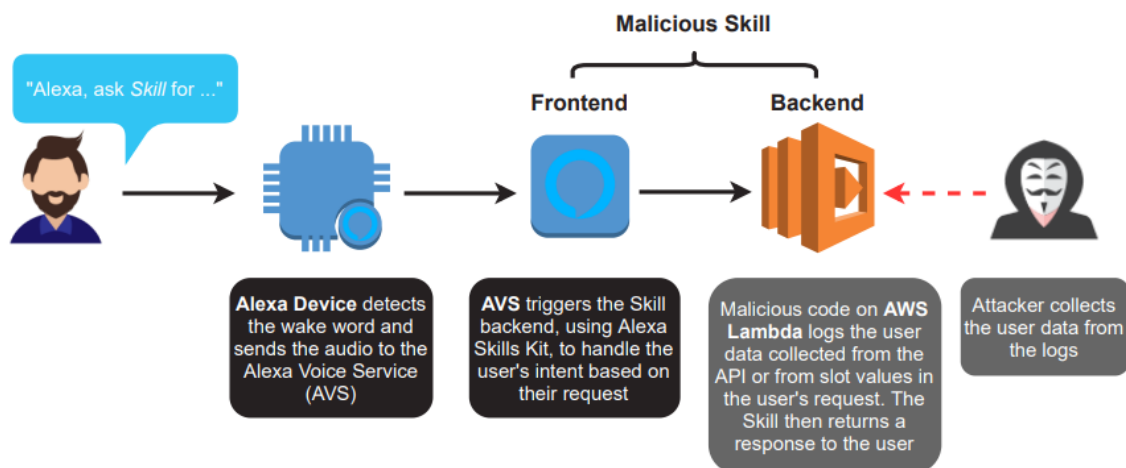 Malicious Skill
"Alexa, ask Skill for ..."
Frontend
Backend
Alexa Device detects
the wake word and
sends the audio to the
Alexa Voice Service
(AVS)
AVS triggers the Skill
backend, using Alexa
Skills Kit, to handle the
user's intent based on
their request
Malicious code on AWS
Lambda logs the user
data collected from the
API or from slot values in
the user's request. The
Skill then returns a
response to the user
Attacker collects
the user data from
the logs